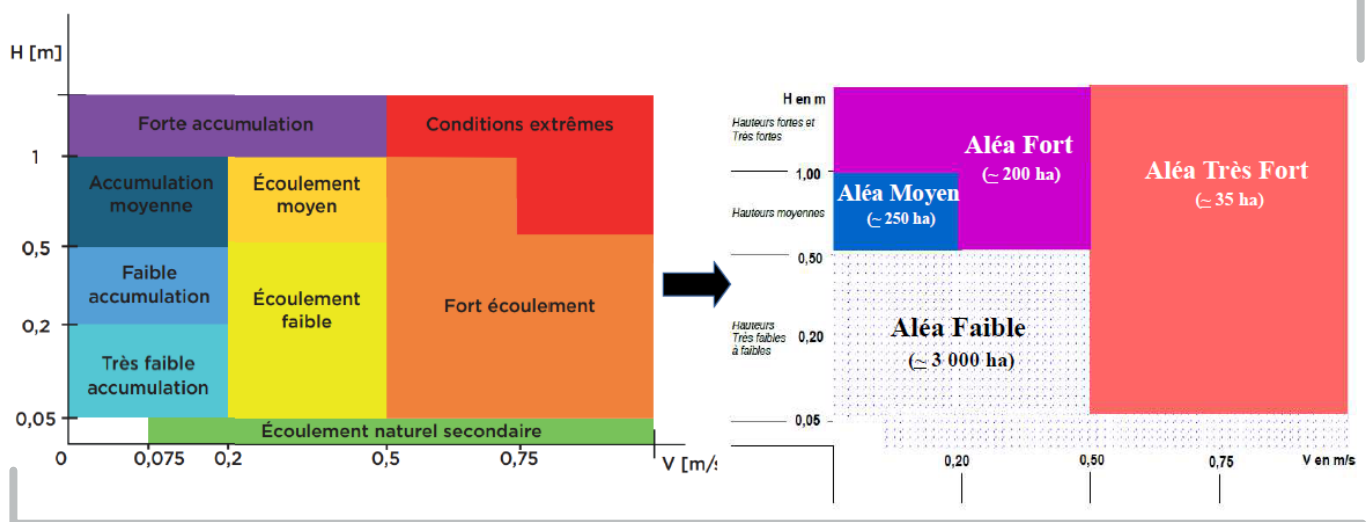 H [m]
Forte accumulation
Conditions extrêmes
1
Accumulation
moyenne
Écoulement
moyen
0,5
Faible
accumulation
Écoulement
faible
Fort écoulement
0,2
Très faible
accumulation
0,05
Écoulement naturel secondaire
0
0,075
0,2
0,5
0,75
V [m/s
H en m
Hauteurs fortes et
Très fortes
Aléa Fort
(~ 200 ha)
Aléa Très Fort
(~ 35 ha)
1,00
Aléa Moyen
(~ 250 ha)
Hauteurs moyennes
0,50
Hauteurs
Très faibles
à faibles
0,20
Aléa Faible
(~ 3 000 ha)
0,05
0,20
0,50
0,75
V en m/s